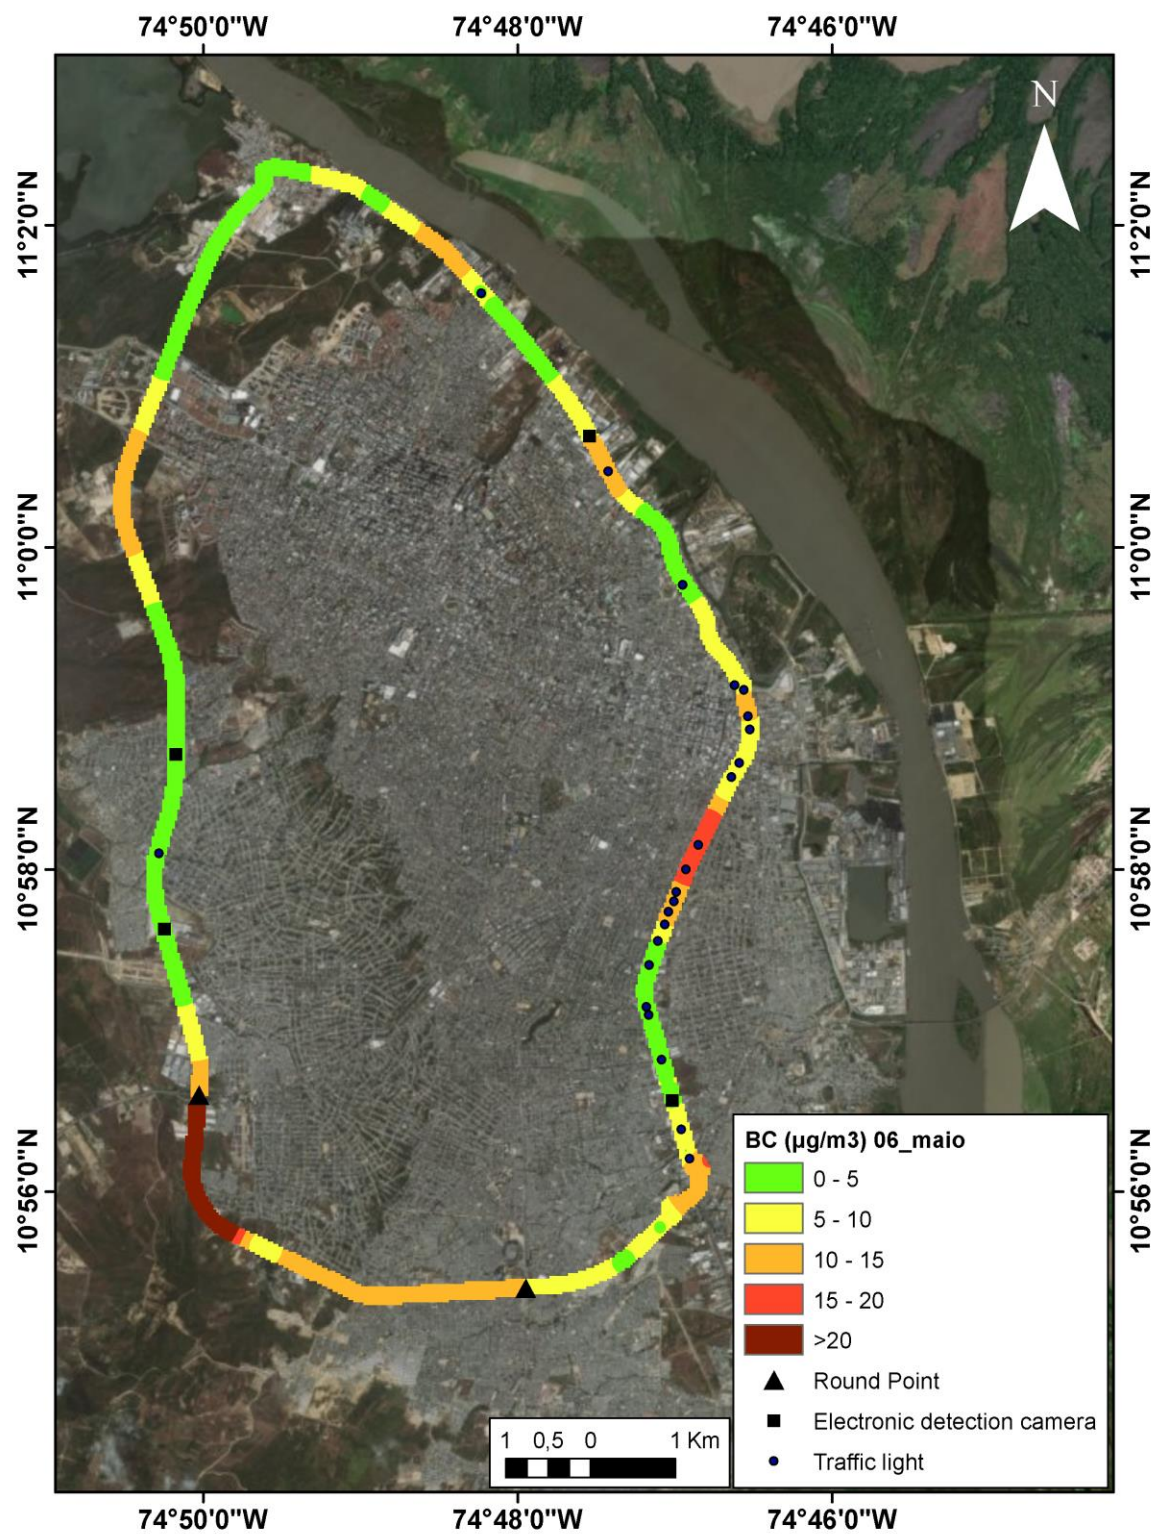 74°50'0"W 74°48'0"W 74°46'0"W
N
11°2'0"N 11°2'0"N
11°0'0"N 11°0'0"N
10°58'0"N 10°58'0"N
10°56'0"N 10°56'0"N
BC (µg/m3) 06_maio
0 - 5
5 - 10
10 - 15
15 - 20
>20
Round Point
Electronic detection camera
Traffic light
1 0,5 0 1 Km
74°50'0"W 74°48'0"W 74°46'0"W